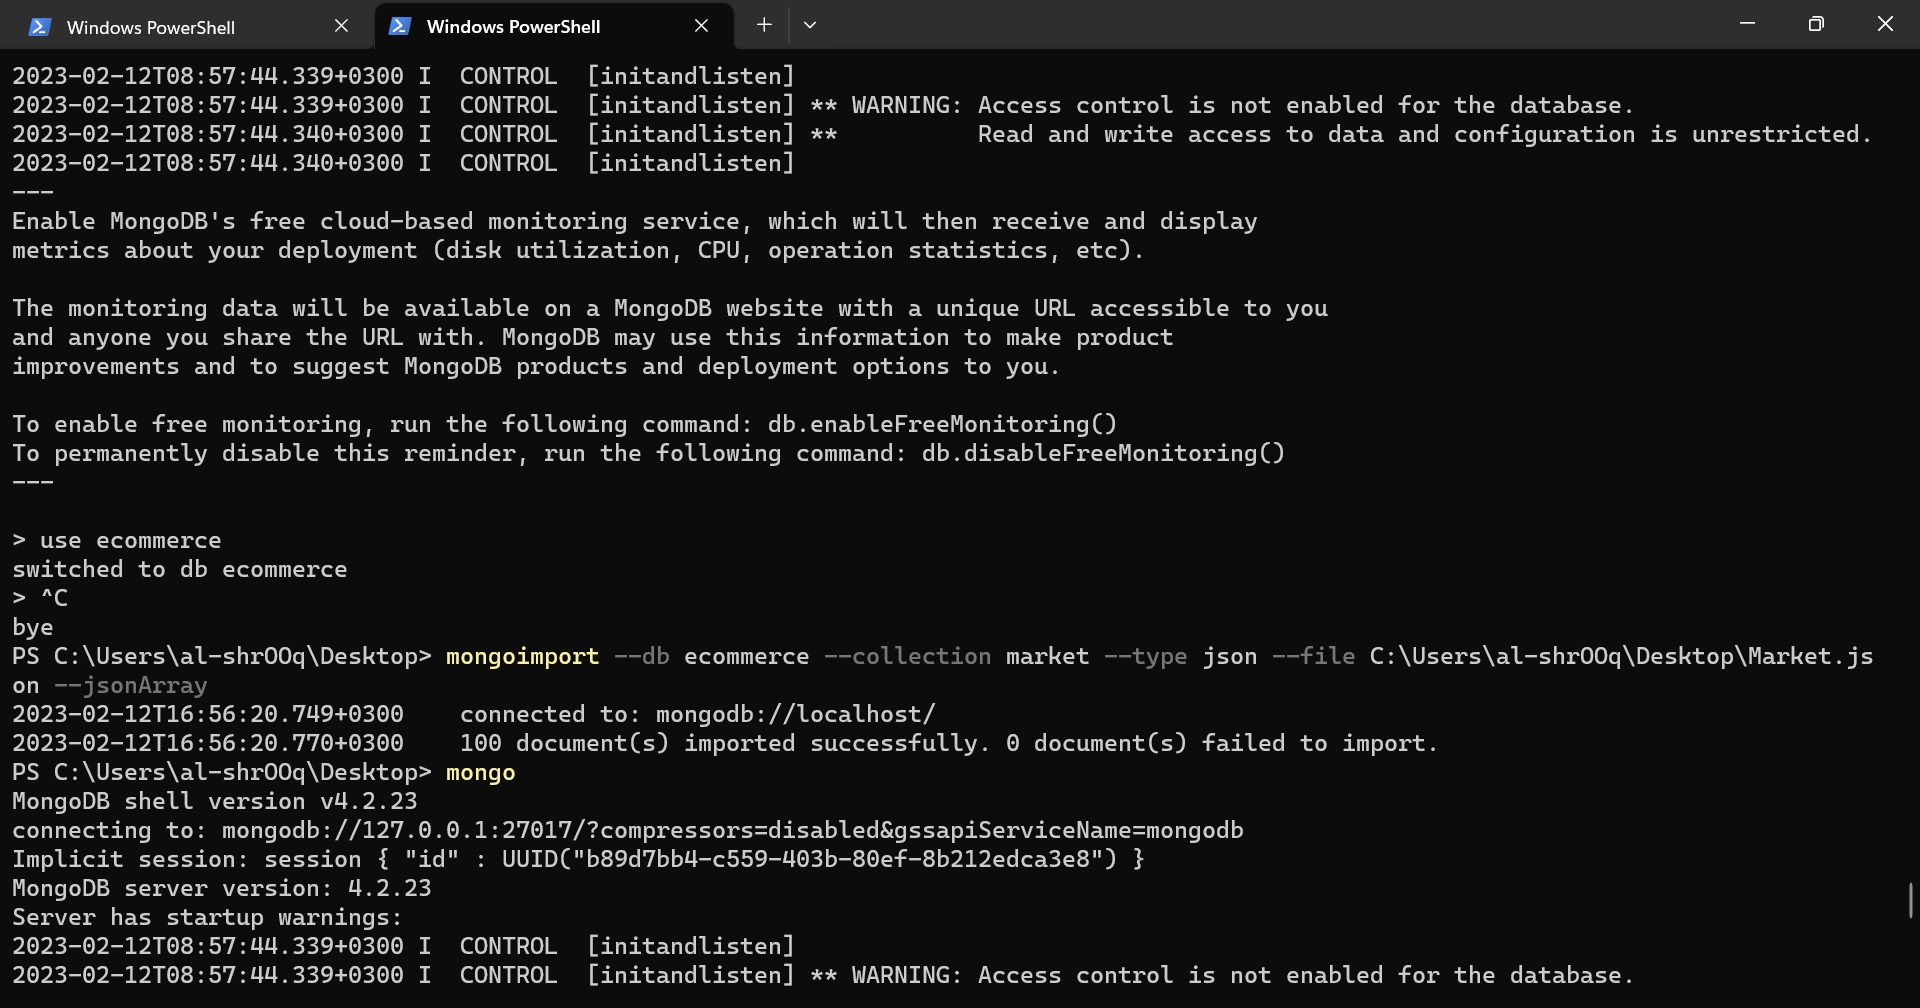 Windows PowerShell
Windows PowerShell
2023-02-12T08:57:44.339+0300 I  CONTROL  [initandlisten]
2023-02-12T08:57:44.339+0300 I  CONTROL  [initandlisten] ** WARNING: Access control is not enabled for the database.
2023-02-12T08:57:44.340+0300 I  CONTROL  [initandlisten] **          Read and write access to data and configuration is unrestricted.
2023-02-12T08:57:44.340+0300 I  CONTROL  [initandlisten]
---
Enable MongoDB's free cloud-based monitoring service, which will then receive and display
metrics about your deployment (disk utilization, CPU, operation statistics, etc).
The monitoring data will be available on a MongoDB website with a unique URL accessible to you
and anyone you share the URL with. MongoDB may use this information to make product
improvements and to suggest MongoDB products and deployment options to you.
To enable free monitoring, run the following command: db.enableFreeMonitoring()
To permanently disable this reminder, run the following command: db.disableFreeMonitoring()
---
> use ecommerce
switched to db ecommerce
> ^C
bye
PS C:\Users\al-shrOOq\Desktop> mongoimport --db ecommerce --collection market --type json --file C:\Users\al-shrOOq\Desktop\Market.js
on --jsonArray
2023-02-12T16:56:20.749+0300    connected to: mongodb://localhost/
2023-02-12T16:56:20.770+0300    100 document(s) imported successfully. 0 document(s) failed to import.
PS C:\Users\al-shrOOq\Desktop> mongo
MongoDB shell version v4.2.23
connecting to: mongodb://127.0.0.1:27017/?compressors=disabled&gssapiServiceName=mongodb
Implicit session: session { "id" : UUID("b89d7bb4-c559-403b-80ef-8b212edca3e8") }
MongoDB server version: 4.2.23
Server has startup warnings:
2023-02-12T08:57:44.339+0300 I  CONTROL  [initandlisten]
2023-02-12T08:57:44.339+0300 I  CONTROL  [initandlisten] ** WARNING: Access control is not enabled for the database.